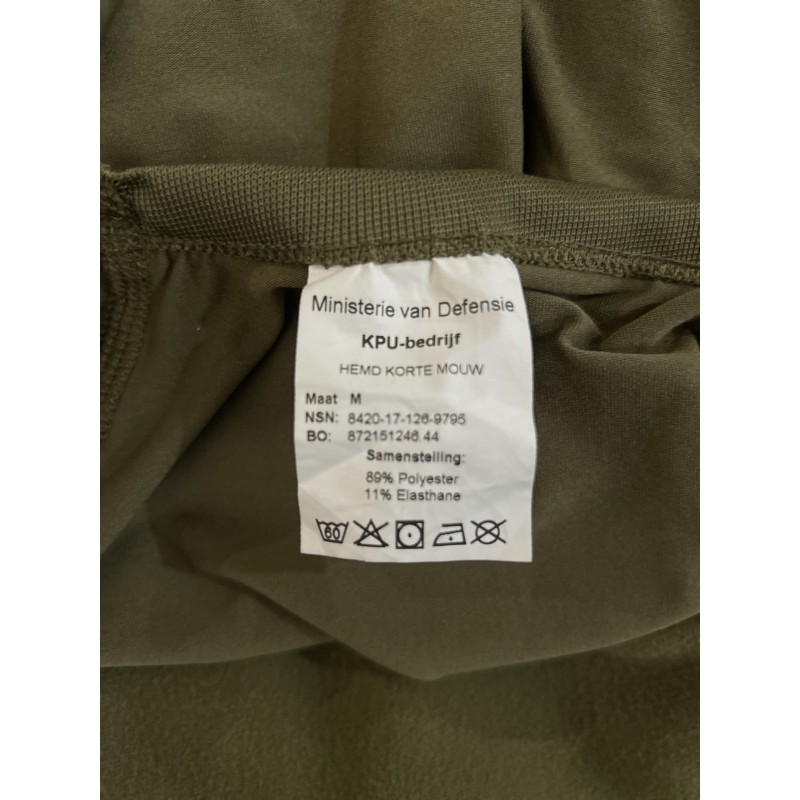 Ministerie van Defensie
KPU-bedrijf
HEMD KORTE MOUW
Maat M
NSN: 8420-17-126-9795
BO: 872151246.44
Samenstelling:
89% Polyester
11% Elasthane
60